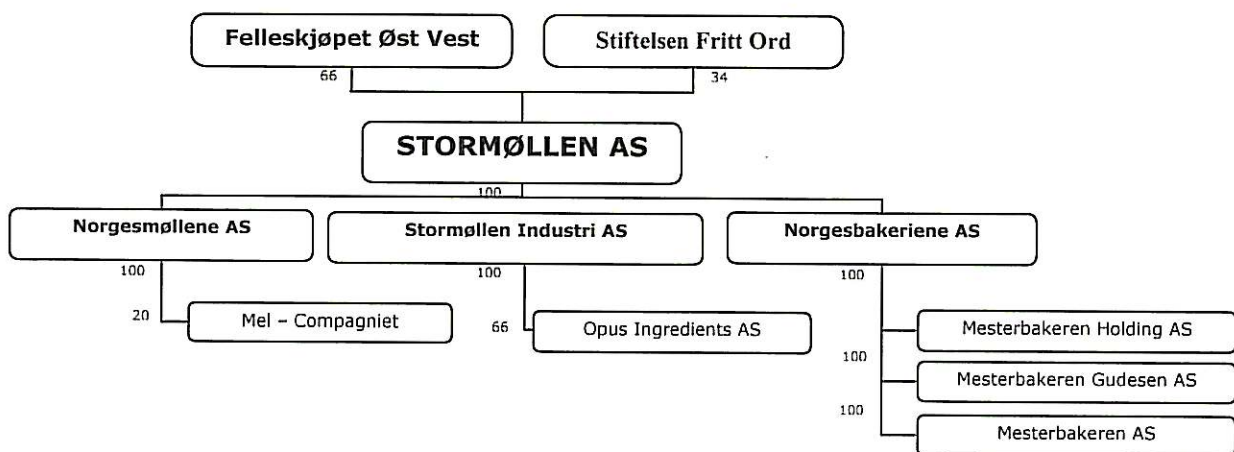 Felleskjøpet Øst Vest
Stiftelsen Fritt Ord
66
34
STORMØLLEN AS
100
Norgesmøllene AS
Stormøllen Industri AS
Norgesbakeriene AS
100
100
100
20
Mel – Compagniet
66
Opus Ingredients AS
Mesterbakeren Holding AS
100
Mesterbakeren Gudesen AS
100
Mesterbakeren AS